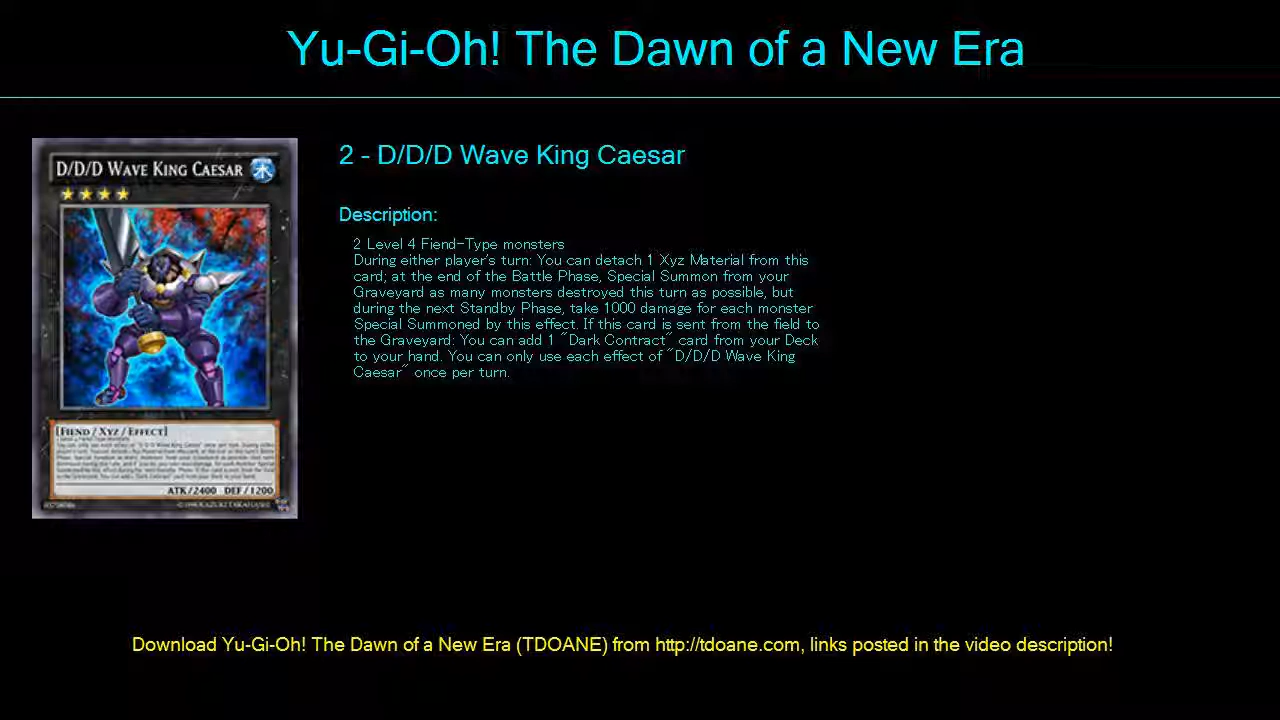 Yu-Gi-Oh! The Dawn of a New Era
D/D/D WAVE KING CAESAR
水
2 - D/D/D Wave King Caesar
Description:
2 Level 4 Fiend-Type monsters
During either player's turn: You can detach 1 Xyz Material from this
card; at the end of the Battle Phase, Special Summon from your
Graveyard as many monsters destroyed this turn as possible, but
during the next Standby Phase, take 1000 damage for each monster
Special Summoned by this effect. If this card is sent from the field to
the Graveyard: You can add 1 "Dark Contract" card from your Deck
to your hand. You can only use each effect of "D/D/D Wave King
Caesar" once per turn.
[FIEND / XYZ / EFFECT]
ATK/2400 DEF/1200
Download Yu-Gi-Oh! The Dawn of a New Era (TDOANE) from http://tdoane.com, links posted in the video description!